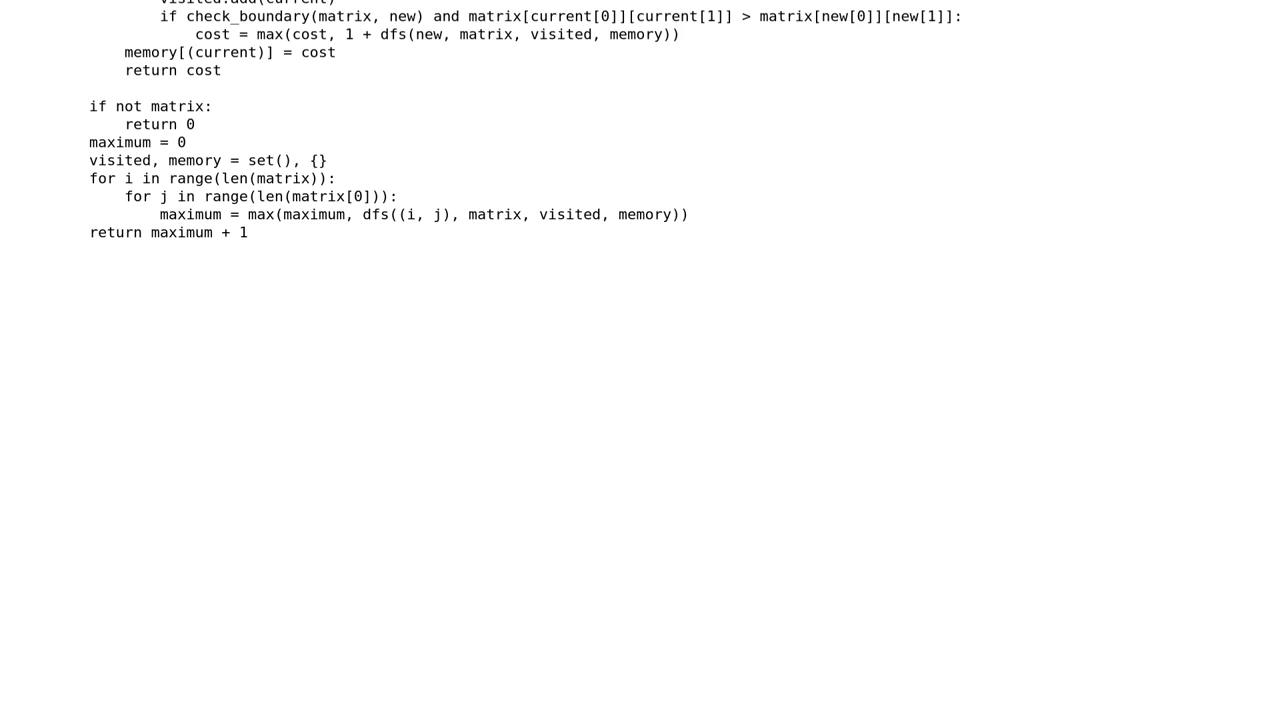 visited.add(current)
if check_boundary(matrix, new) and matrix[current[0]][current[1]] > matrix[new[0]][new[1]]:
cost = max(cost, 1 + dfs(new, matrix, visited, memory))
memory[(current)] = cost
return cost
if not matrix:
return 0
maximum = 0
visited, memory = set(), {}
for i in range(len(matrix)):
for j in range(len(matrix[0])):
maximum = max(maximum, dfs((i, j), matrix, visited, memory))
return maximum + 1